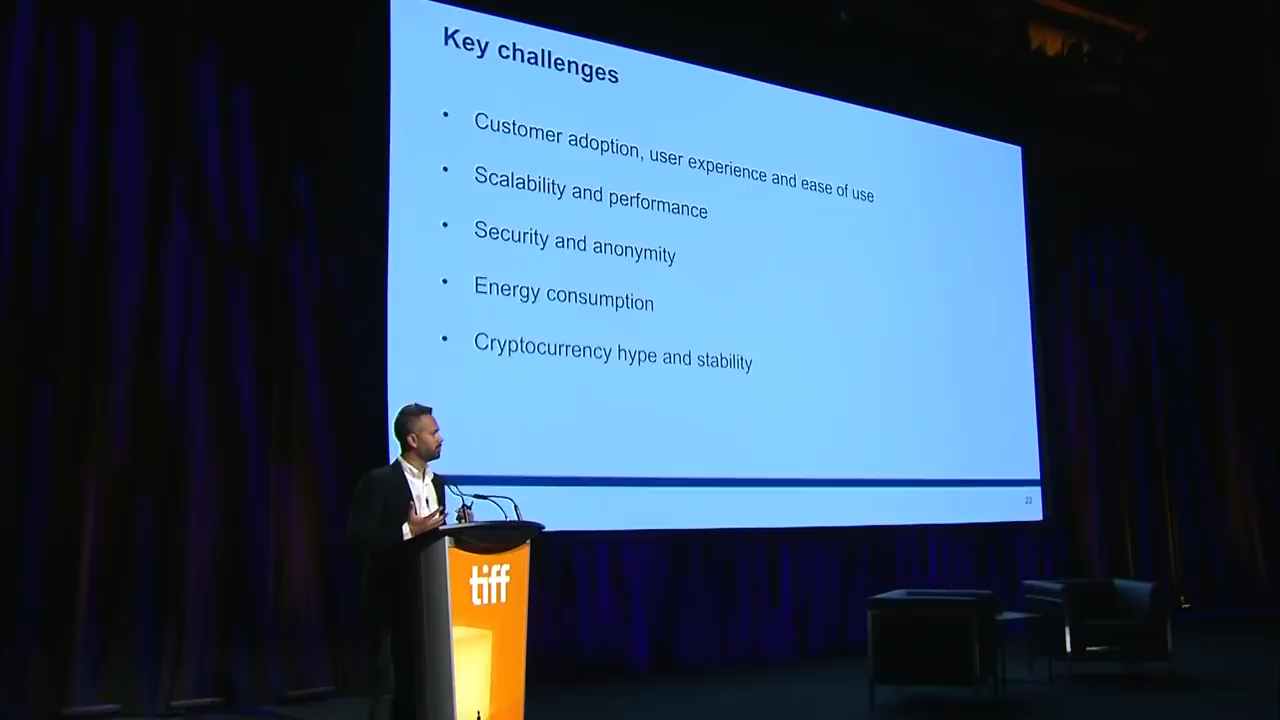 Key challenges
• Customer adoption, user experience and ease of use
• Scalability and performance
• Security and anonymity
• Energy consumption
• Cryptocurrency hype and stability
22
tiff